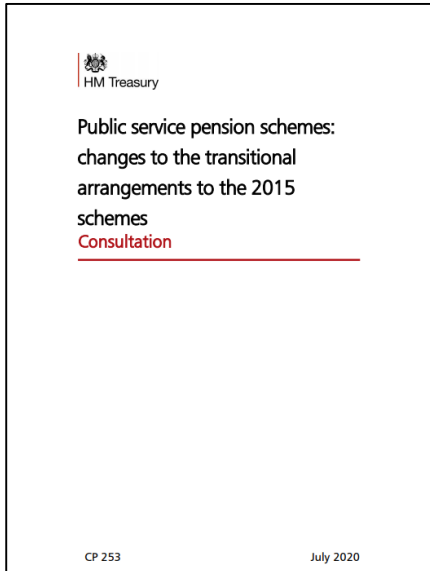 HM Treasury
Public service pension schemes:
changes to the transitional
arrangements to the 2015
schemes
Consultation
CP 253
July 2020